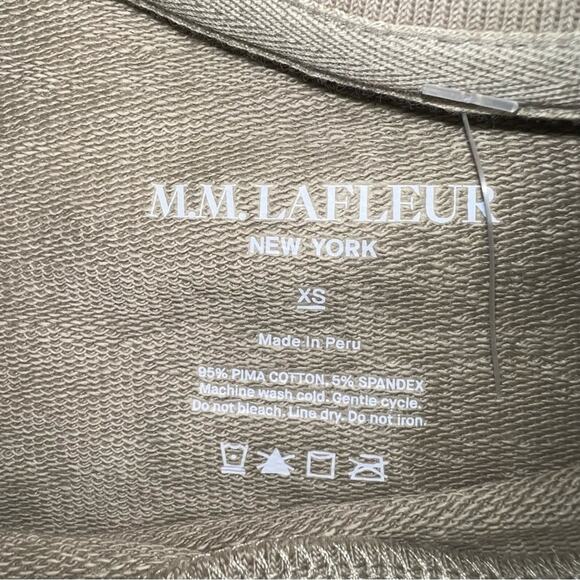 M.M. LAFLEUR
NEW YORK
XS
Made In Peru
95% PIMA COTTON, 5% SPANDEX
Machine wash cold. Gentle cycle.
Do not bleach. Line dry. Do not iron.